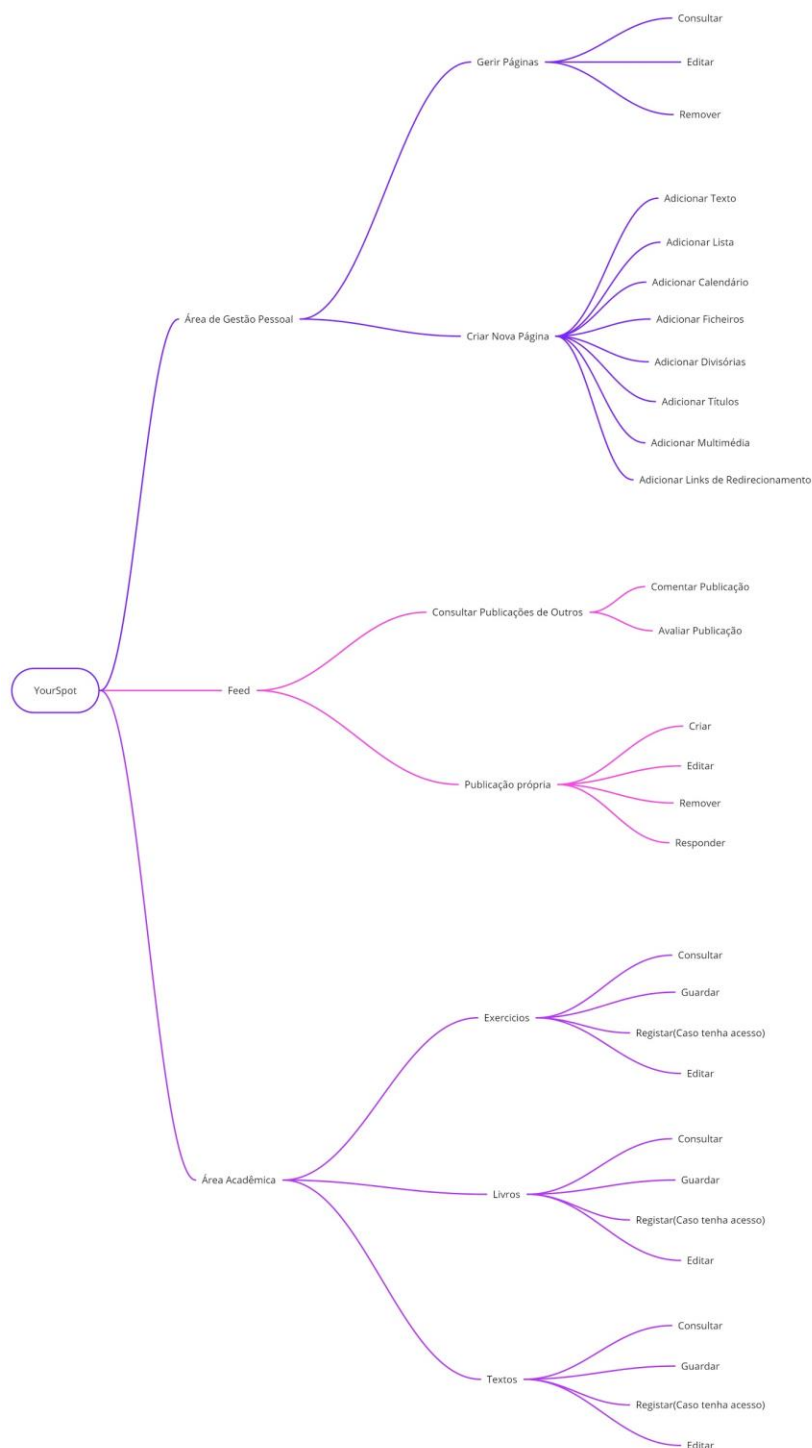 YourSpot
Área de Gestão Pessoal
Gerir Páginas
Consultar
Editar
Remover
Criar Nova Página
Adicionar Texto
Adicionar Lista
Adicionar Calendário
Adicionar Ficheiros
Adicionar Divisórias
Adicionar Títulos
Adicionar Multimédia
Adicionar Links de Redirecionamento
Feed
Consultar Publicações de Outros
Comentar Publicação
Avaliar Publicação
Publicação própria
Criar
Editar
Remover
Responder
Área Acadêmica
Exercicios
Consultar
Guardar
Registar(Caso tenha acesso)
Editar
Livros
Consultar
Guardar
Registar(Caso tenha acesso)
Editar
Textos
Consultar
Guardar
Registar(Caso tenha acesso)
Editar